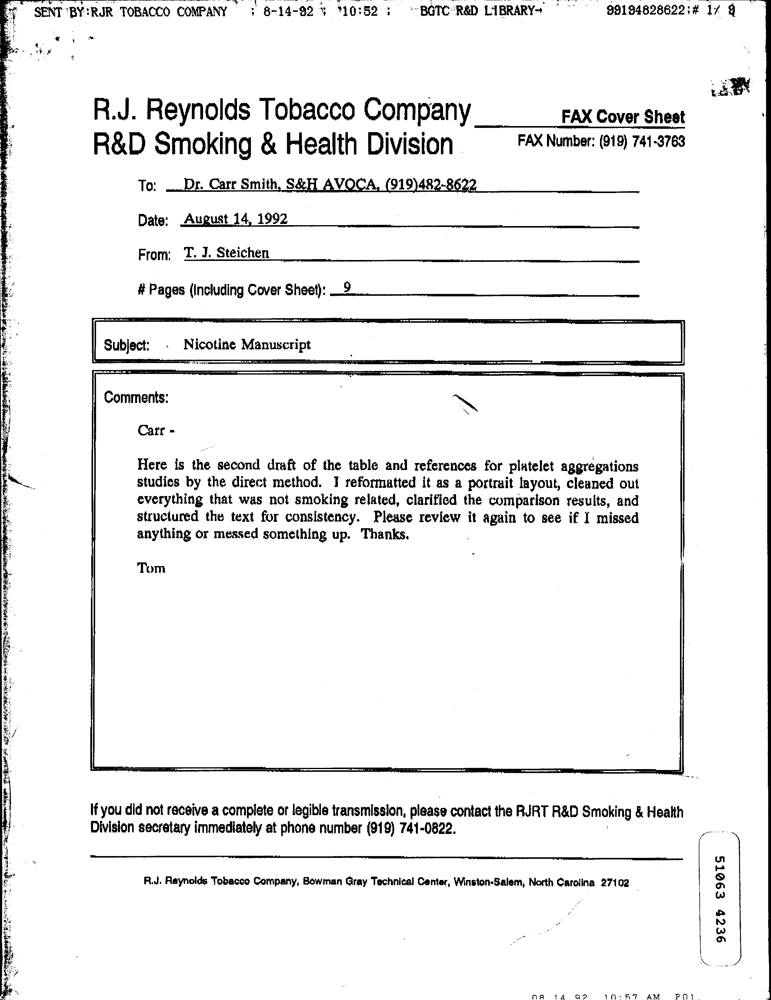 SENT BY:RJR TOBACCO COMPANY ; 8-14-92 ; 10:52 ; BGTC R&D LIBRARY→ 99194828622;# 1/ 9
R.J. Reynolds Tobacco Company
FAX Cover Sheet
R&D Smoking & Health Division
FAX Number: (919) 741-3763
To: Dr. Carr Smith, S&H AVOCA, (919)482-8622
Date: August 14, 1992
From: T. J. Steichen
# Pages (Including Cover Sheet): 9
Subject: Nicotine Manuscript
Comments:
Carr -
Here is the second draft of the table and references for platelet aggregations
studies by the direct method. I reformatted it as a portrait layout, cleaned out
everything that was not smoking related, clarified the comparison results, and
structured the text for consistency. Please review it again to see if I missed
anything or messed something up. Thanks.
Tom
If you did not receive a complete or legible transmission, please contact the RJRT R&D Smoking & Health
Division secretary immediately at phone number (919) 741-0822.
R.J. Reynolds Tobacco Company, Bowman Gray Technical Center, Winston-Salem, North Carolina 27102
51063 4236
08 14 92 10:57 AM P01